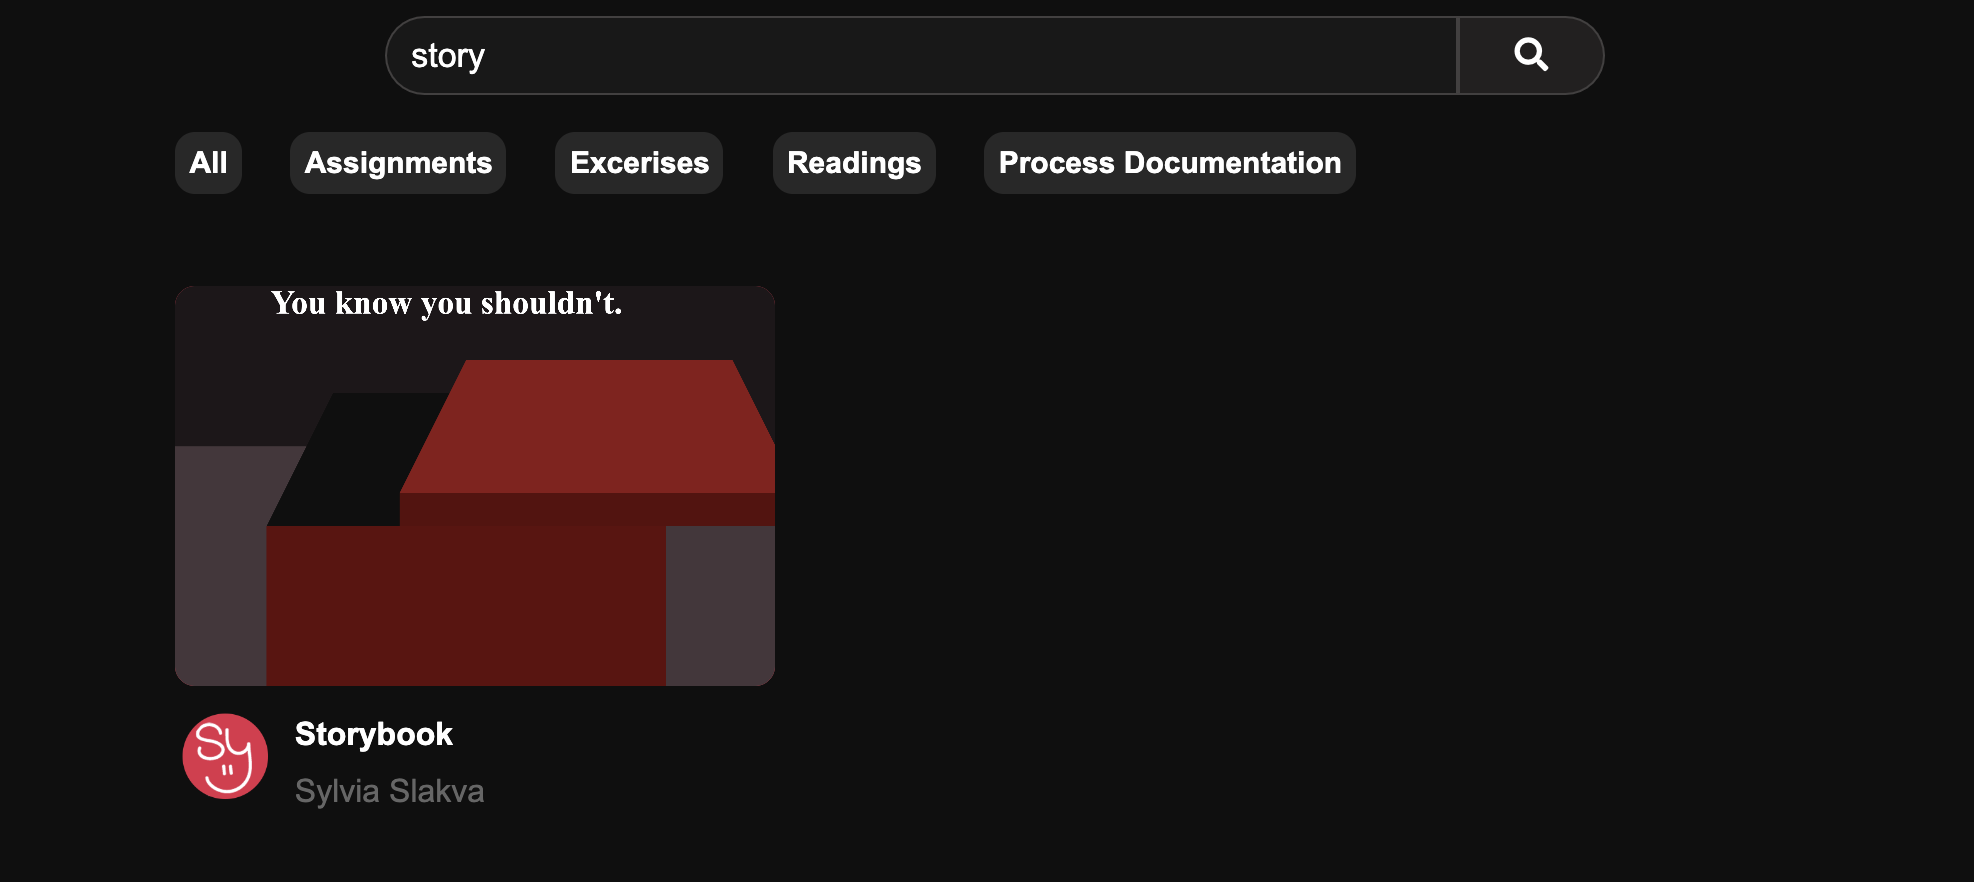 story
All Assignments Excerises Readings Process Documentation
You know you shouldn't.
Sy
Storybook
Sylvia Slakva